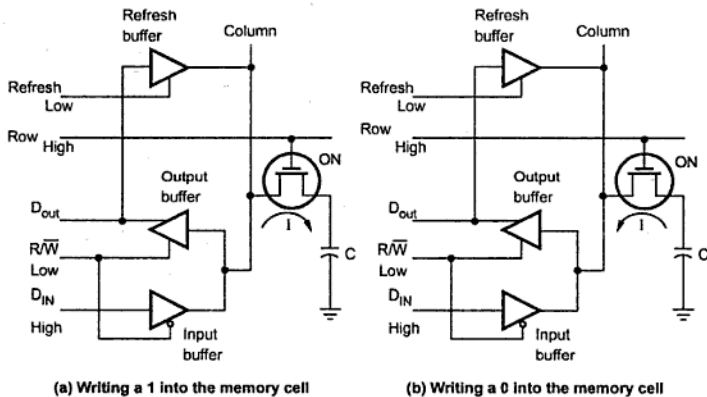 Refresh
buffer
Column
Refresh
Low
Row
High
ON
Output
buffer
Dout
I
R/W̅
Low
C
DIN
High
Input
buffer
(a) Writing a 1 into the memory cell
Refresh
buffer
Column
Refresh
Low
Row
High
ON
Output
buffer
Dout
I
R/W̅
Low
C
DIN
High
Input
buffer
(b) Writing a 0 into the memory cell